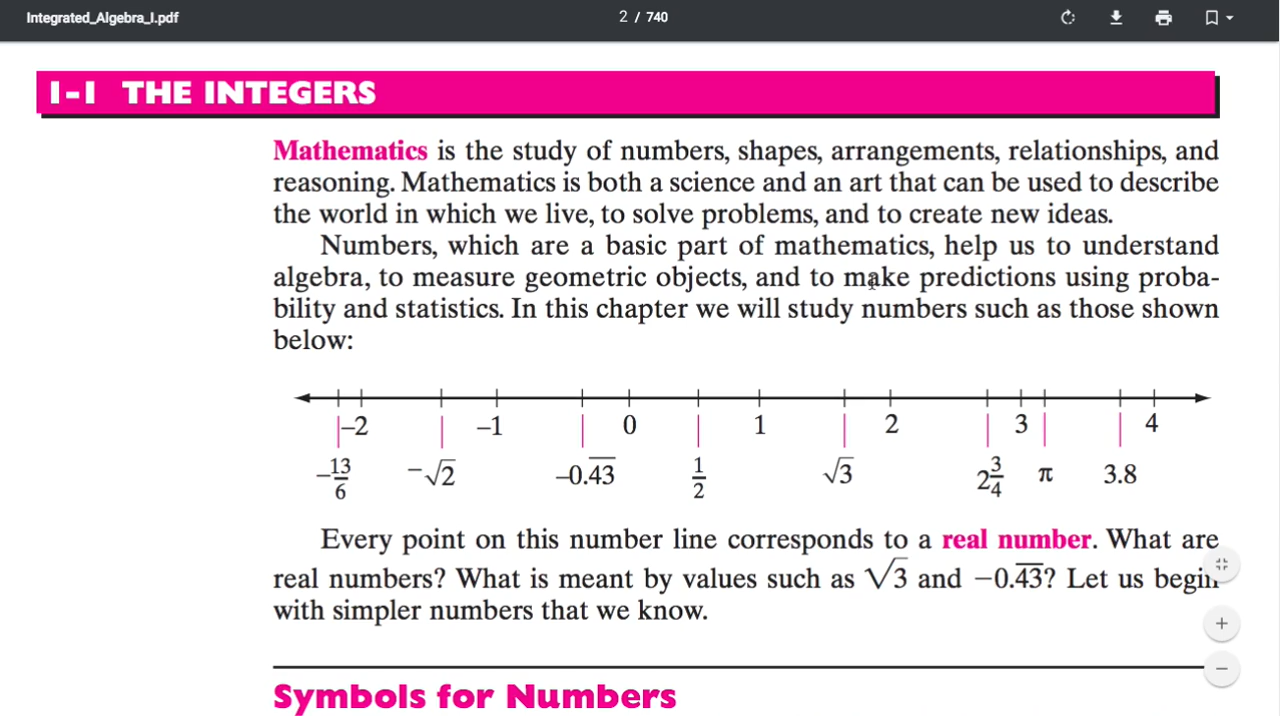 Integrated_Algebra_I.pdf 2 / 740
1-1 THE INTEGERS
Mathematics is the study of numbers, shapes, arrangements, relationships, and
reasoning. Mathematics is both a science and an art that can be used to describe
the world in which we live, to solve problems, and to create new ideas.
Numbers, which are a basic part of mathematics, help us to understand
algebra, to measure geometric objects, and to make predictions using proba-
bility and statistics. In this chapter we will study numbers such as those shown
below:
–2 –1 0 1 2 3 4
–13/6 –√2 –0.4̅3̅ 1/2 √3 2 3/4 π 3.8
Every point on this number line corresponds to a real number. What are
real numbers? What is meant by values such as √3 and −0.4̅3̅? Let us begin
with simpler numbers that we know.
Symbols for Numbers